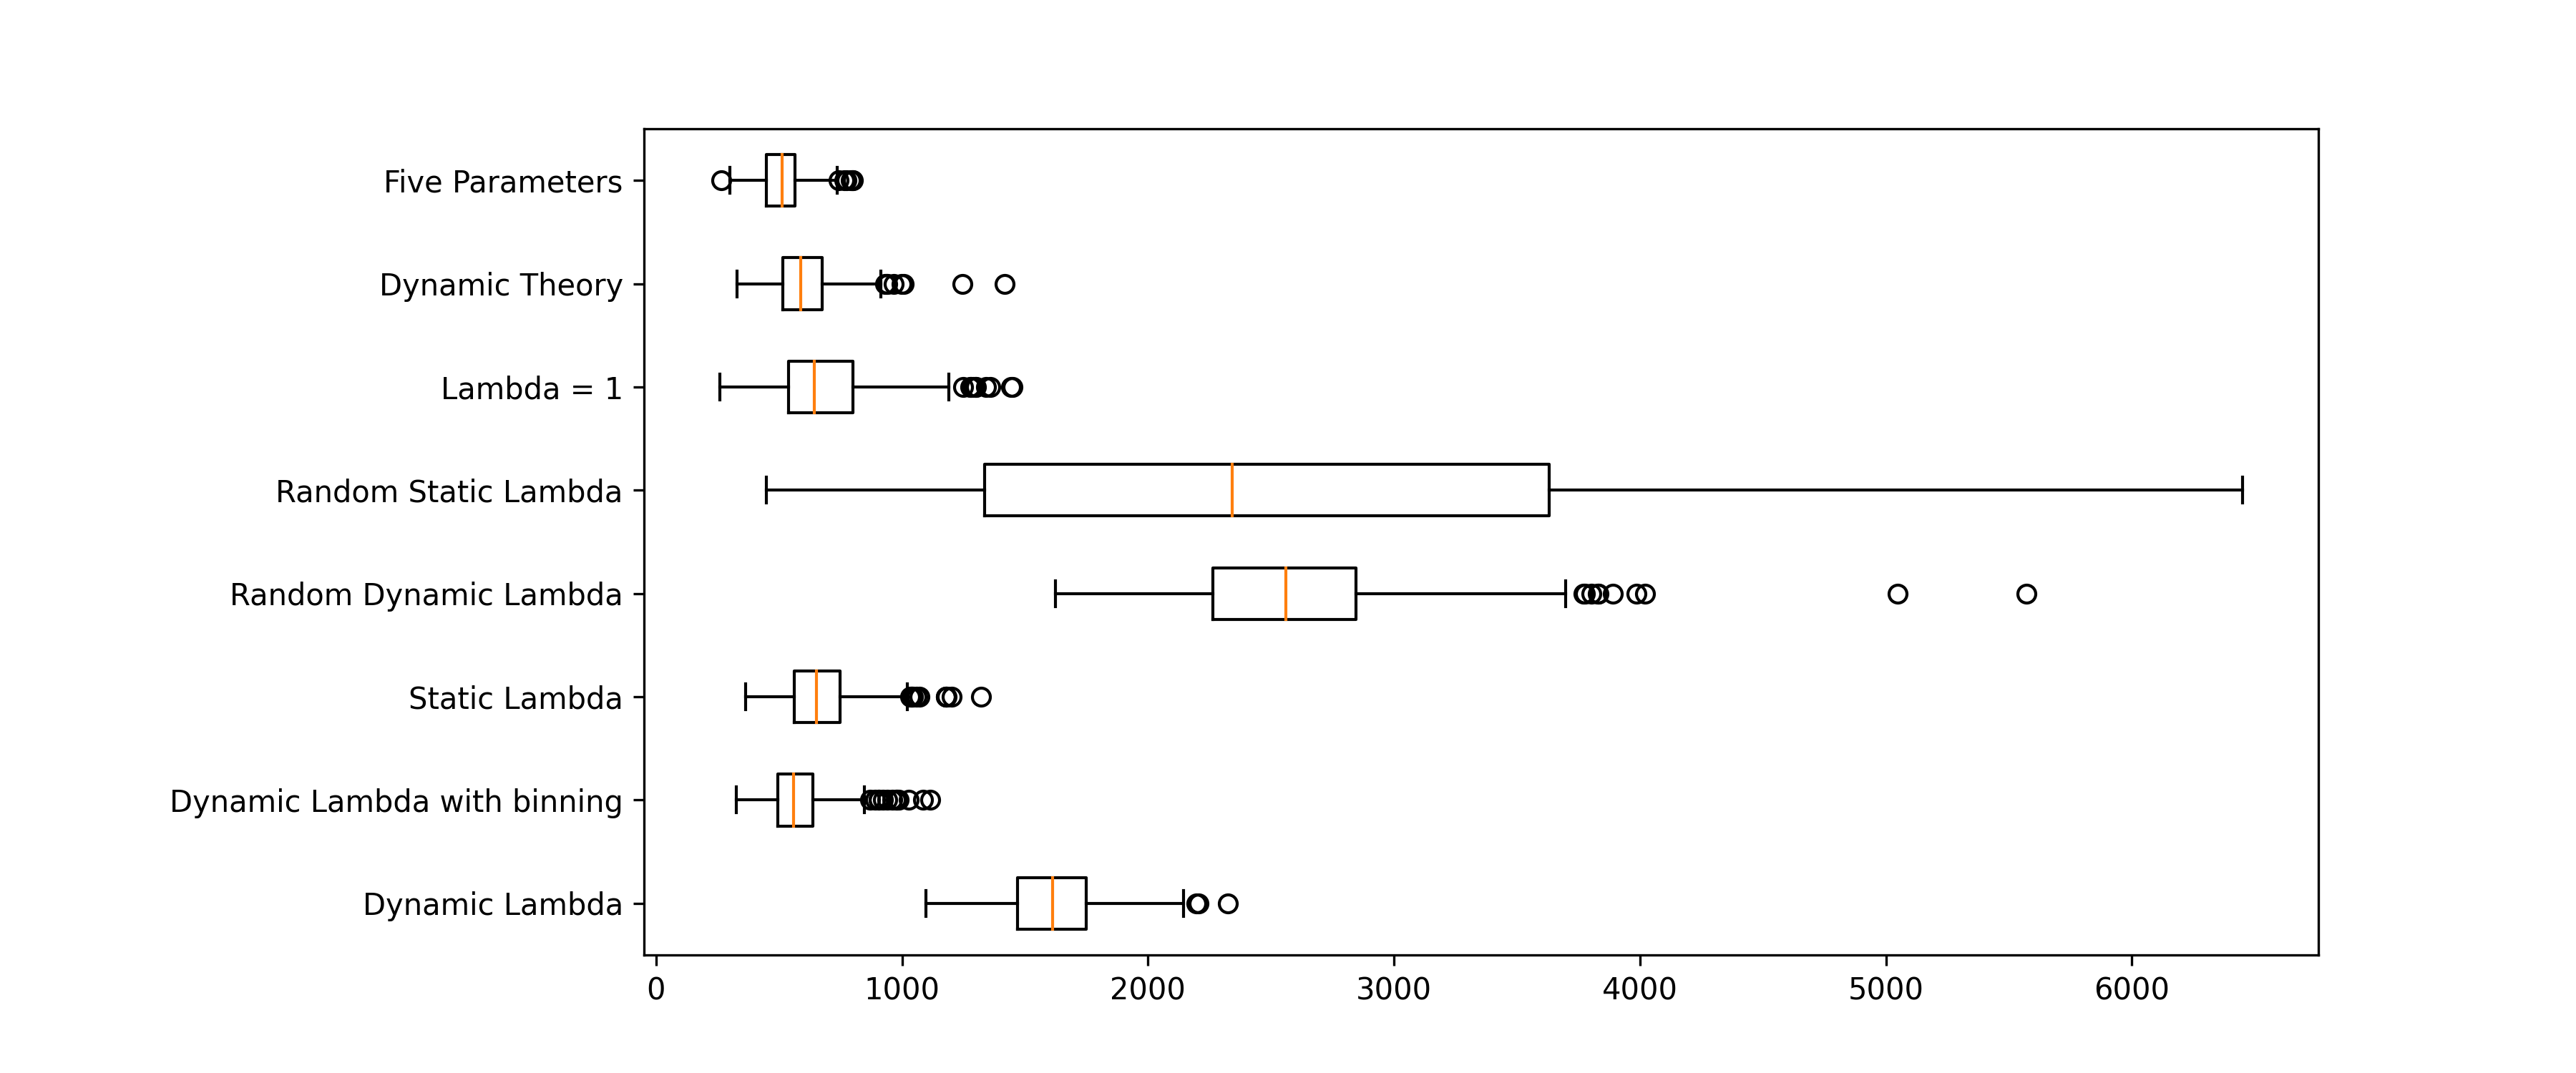 Five Parameters
Dynamic Theory
Lambda = 1
Random Static Lambda
Random Dynamic Lambda
Static Lambda
Dynamic Lambda with binning
Dynamic Lambda
0 1000 2000 3000 4000 5000 6000